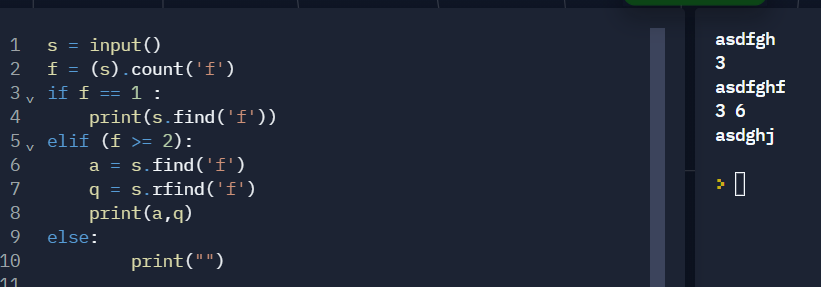 1 s = input()
2 f = (s).count('f')
3 if f == 1 :
4     print(s.find('f'))
5 elif (f >= 2):
6     a = s.find('f')
7     q = s.rfind('f')
8     print(a,q)
9 else:
10         print("")
11
asdfgh
3
asdfghf
3 6
asdghj
>